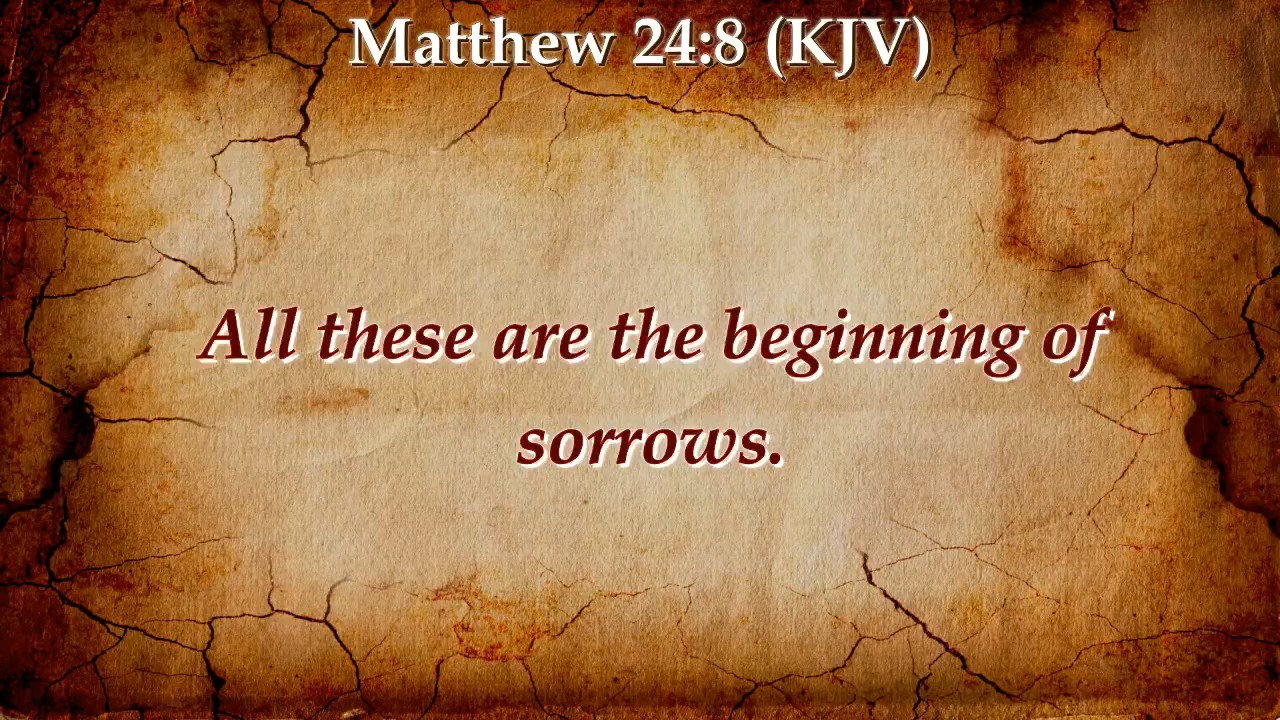 Matthew 24:8 (KJV)
All these are the beginning of
sorrows.